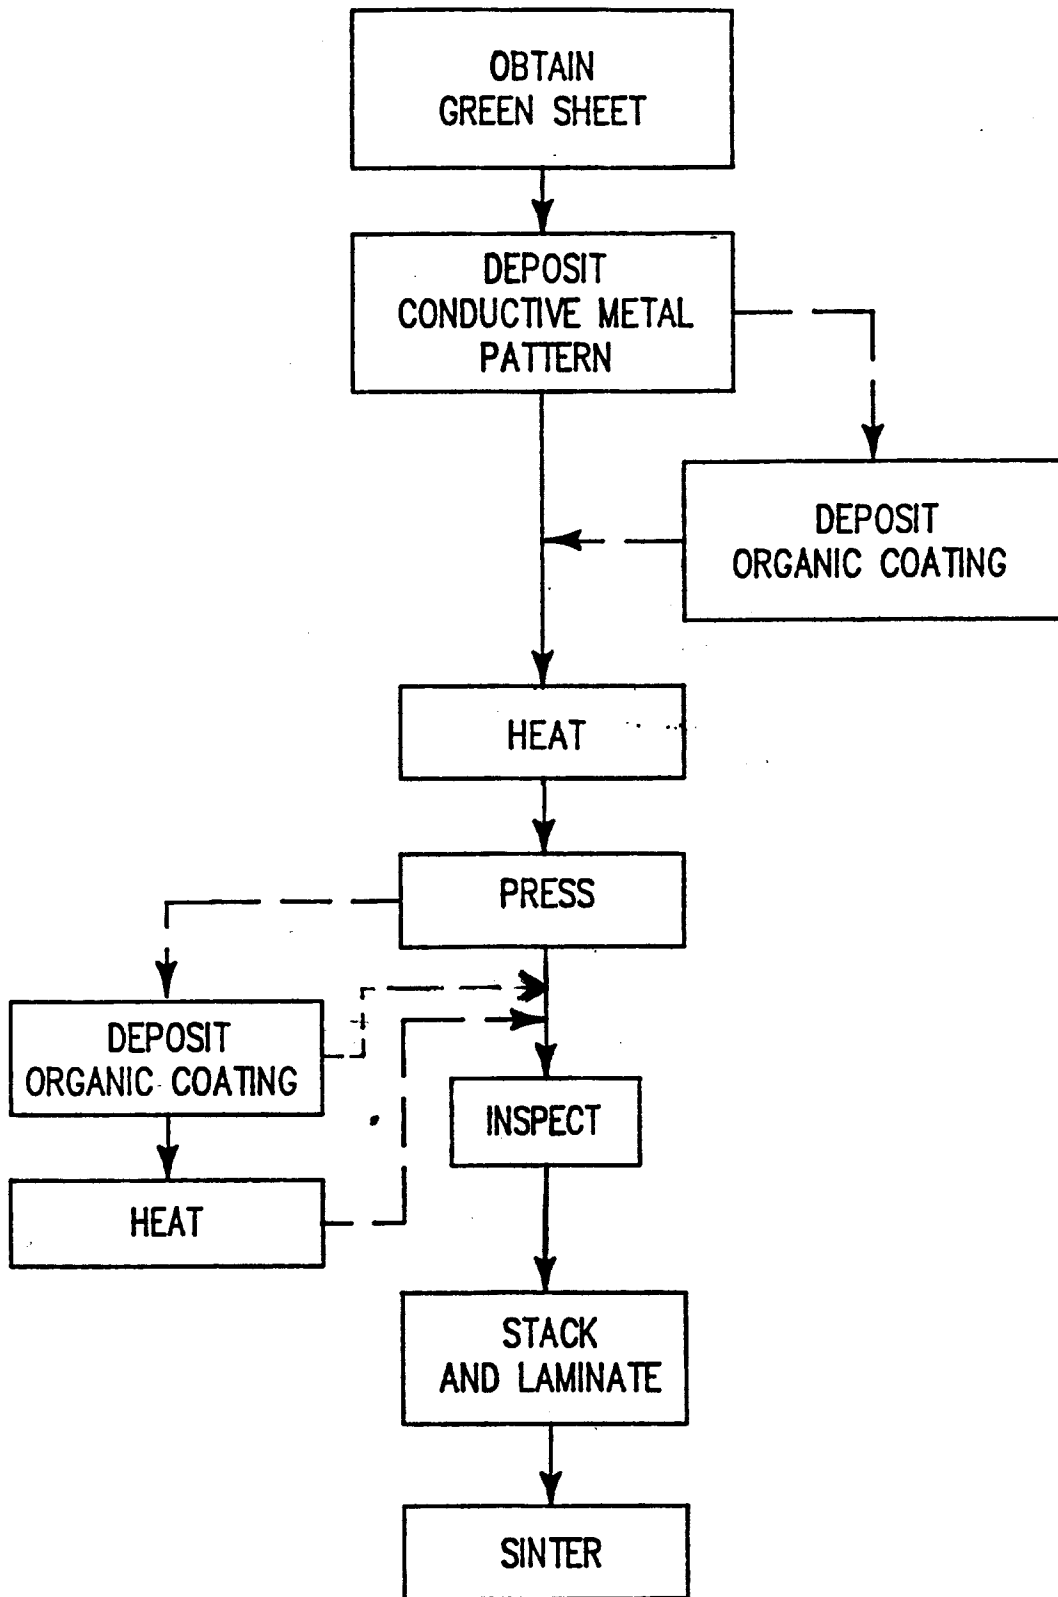 OBTAIN
GREEN SHEET
DEPOSIT
CONDUCTIVE METAL
PATTERN
DEPOSIT
ORGANIC COATING
HEAT
PRESS
DEPOSIT
ORGANIC COATING
INSPECT
HEAT
STACK
AND LAMINATE
SINTER